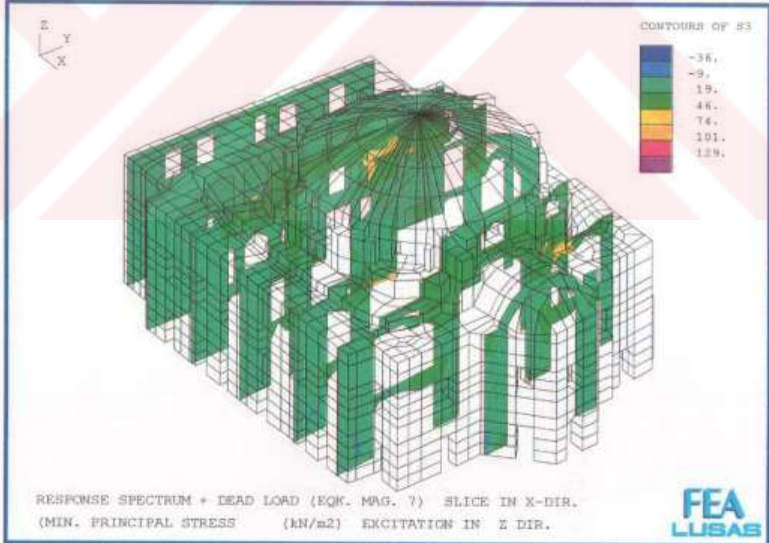 Z
Y
X
CONTOURS OF S3
-36.
-9.
19.
46.
74.
101.
129.
RESPONSE SPECTRUM + DEAD LOAD (EQK. MAG. 7) SLICE IN X-DIR.
(MIN. PRINCIPAL STRESS (kN/m2) EXCITATION IN Z DIR.
FEA
LUSAS